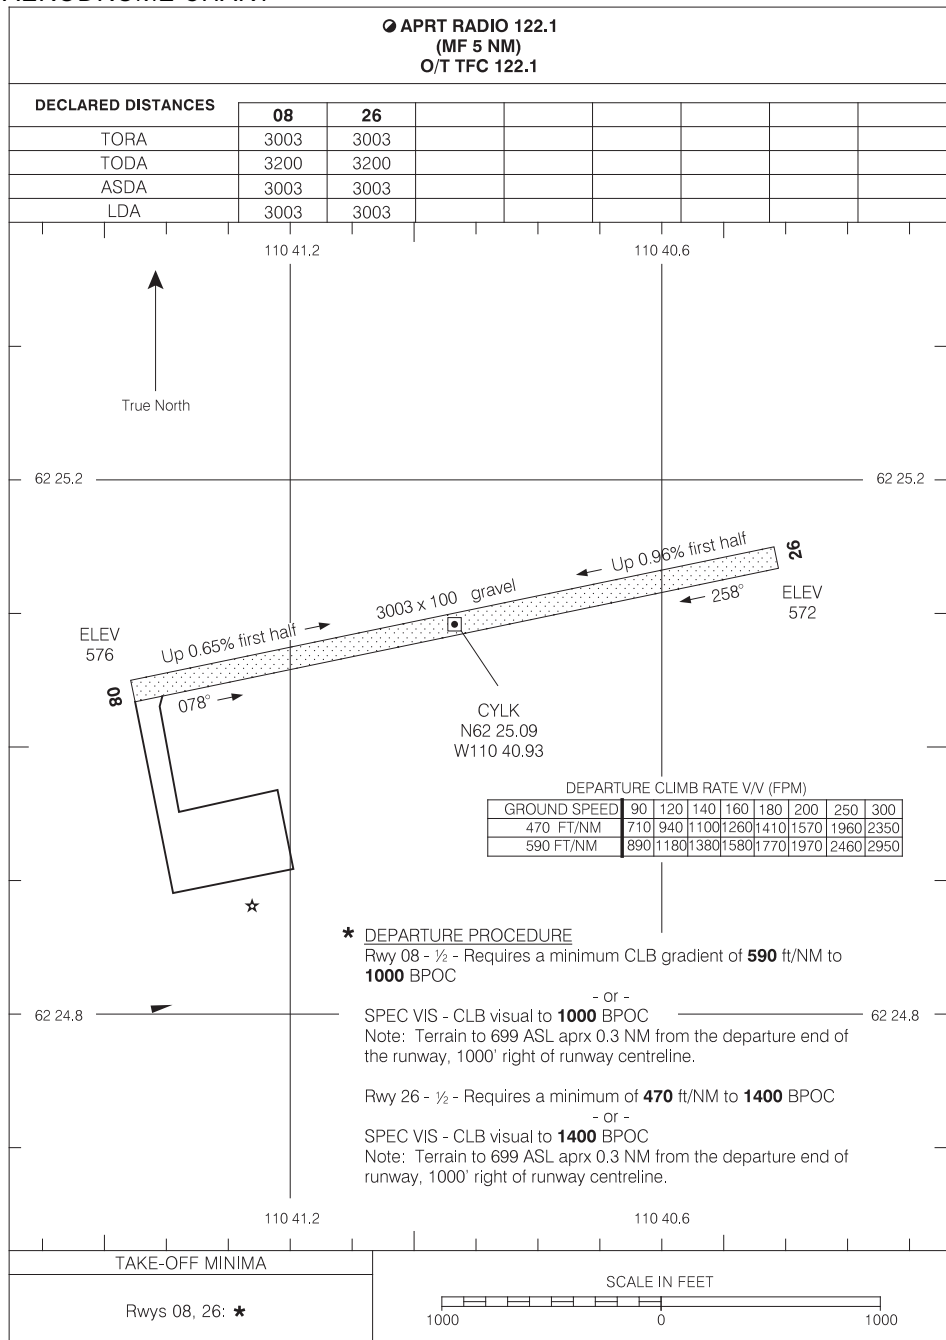 APRT RADIO 122.1
(MF 5 NM)
O/T TFC 122.1
DECLARED DISTANCES 08 26
TORA 3003 3003
TODA 3200 3200
ASDA 3003 3003
LDA 3003 3003
110 41.2 110 40.6
True North
62 25.2 62 25.2
Up 0.96% first half
26
258°
ELEV
572
3003 x 100 gravel
Up 0.65% first half
ELEV
576
08
078°
CYLK
N62 25.09
W110 40.93
DEPARTURE CLIMB RATE V/V (FPM)
GROUND SPEED 90 120 140 160 180 200 250 300
470 FT/NM 710 940 1100 1260 1410 1570 1960 2350
590 FT/NM 890 1180 1380 1580 1770 1970 2460 2950
* DEPARTURE PROCEDURE
Rwy 08 - ½ - Requires a minimum CLB gradient of 590 ft/NM to
1000 BPOC
- or -
SPEC VIS - CLB visual to 1000 BPOC
62 24.8 62 24.8
Note: Terrain to 699 ASL aprx 0.3 NM from the departure end of
the runway, 1000' right of runway centreline.
Rwy 26 - ½ - Requires a minimum of 470 ft/NM to 1400 BPOC
- or -
SPEC VIS - CLB visual to 1400 BPOC
Note: Terrain to 699 ASL aprx 0.3 NM from the departure end of
runway, 1000' right of runway centreline.
110 41.2 110 40.6
TAKE-OFF MINIMA
Rwys 08, 26: *
SCALE IN FEET
1000 0 1000